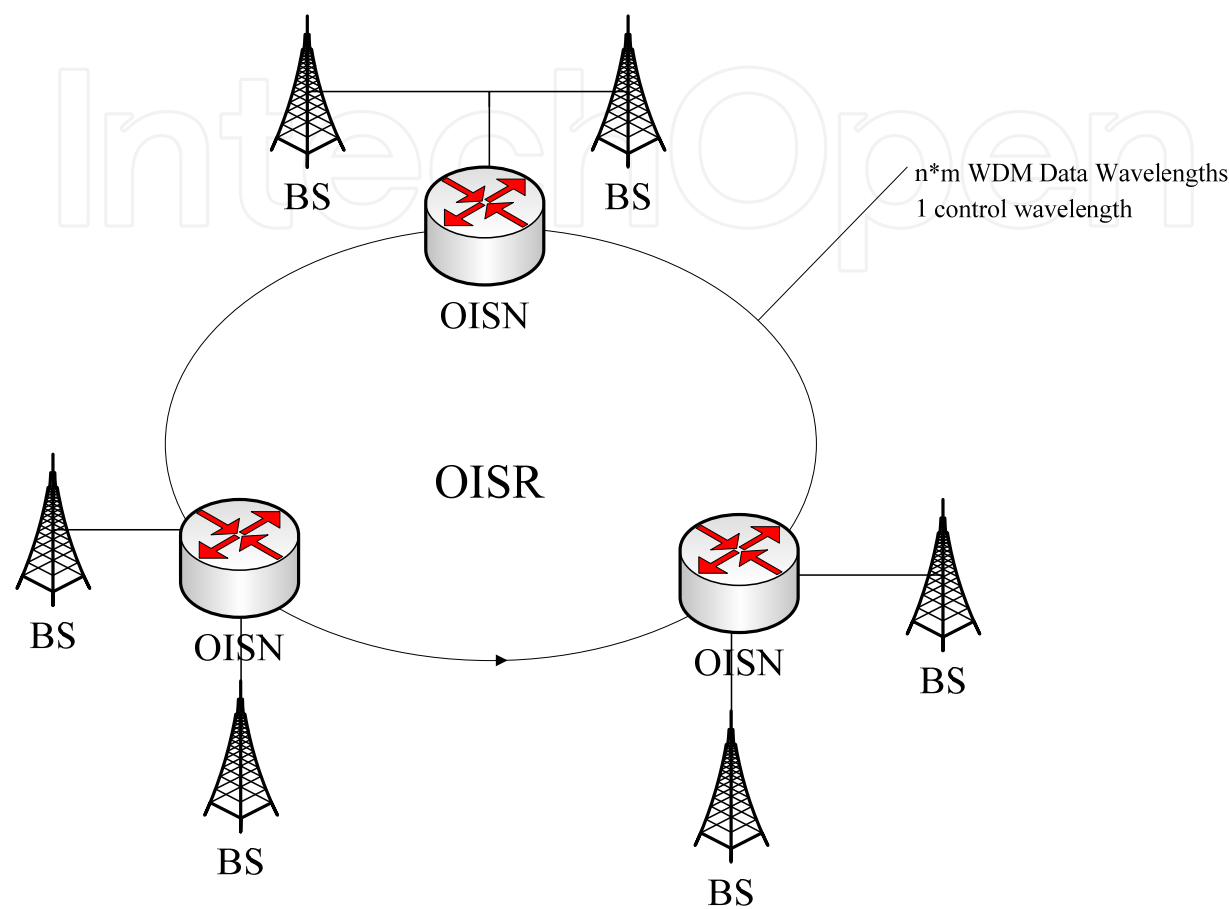 IntechOpen
BS
BS
n*m WDM Data Wavelengths
1 control wavelength
OISN
OISR
BS
OISN
OISN
BS
BS
BS